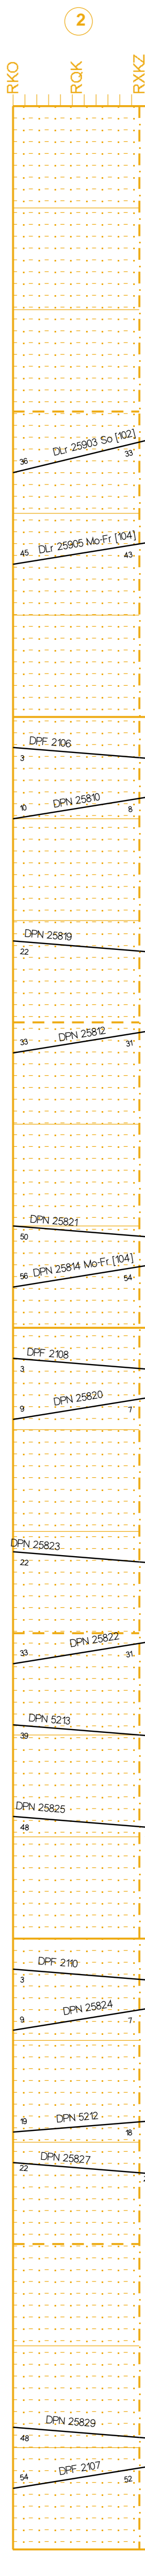 2
RKO RQK RXKZ
DLr 25903 So [102]
36 33
DLr 25905 Mo-Fr [104]
45 43
DPF 2106
3
DPN 25810
10 8
DPN 25819
22
DPN 25812
33 31
DPN 25821
50
DPN 25814 Mo-Fr [104]
56 54
DPF 2108
3
DPN 25820
9 7
DPN 25823
22
DPN 25822
33 31
DPN 5213
39
DPN 25825
48
DPF 2110
3
DPN 25824
9 7
DPN 5212
19 18
DPN 25827
22
DPN 25829
48
DPF 2107
54 52